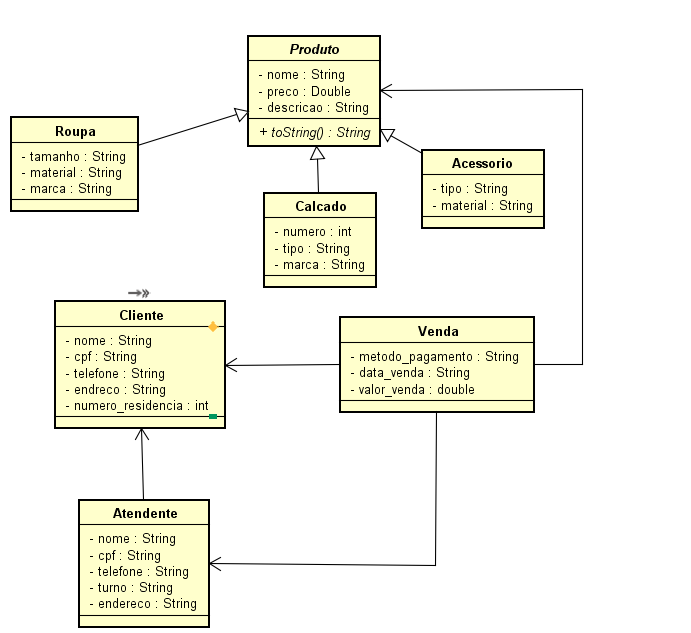 Produto
- nome : String
- preco : Double
- descricao : String
+ toString() : String
Roupa
- tamanho : String
- material : String
- marca : String
Acessorio
- tipo : String
- material : String
Calcado
- numero : int
- tipo : String
- marca : String
Cliente
- nome : String
- cpf : String
- telefone : String
- endreco : String
- numero_residencia : int
Venda
- metodo_pagamento : String
- data_venda : String
- valor_venda : double
Atendente
- nome : String
- cpf : String
- telefone : String
- turno : String
- endereco : String